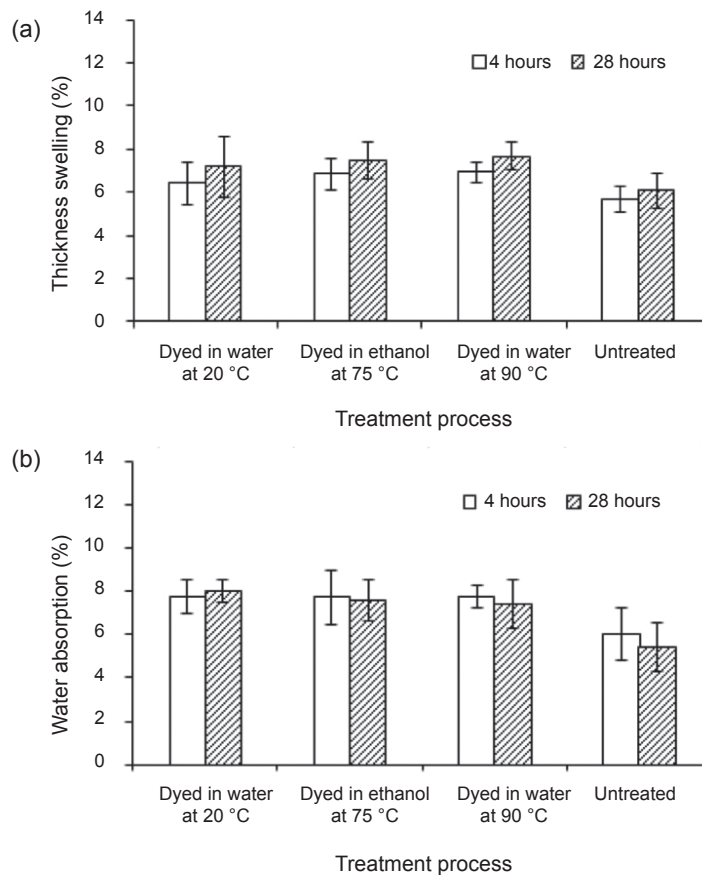 (a)
14
12
10
8
6
4
2
0
Thickness swelling (%)
4 hours 28 hours
Dyed in water Dyed in ethanol Dyed in water Untreated
at 20 °C at 75 °C at 90 °C
Treatment process
(b)
14
12
10
8
6
4
2
0
Water absorption (%)
4 hours 28 hours
Dyed in water Dyed in ethanol Dyed in water Untreated
at 20 °C at 75 °C at 90 °C
Treatment process